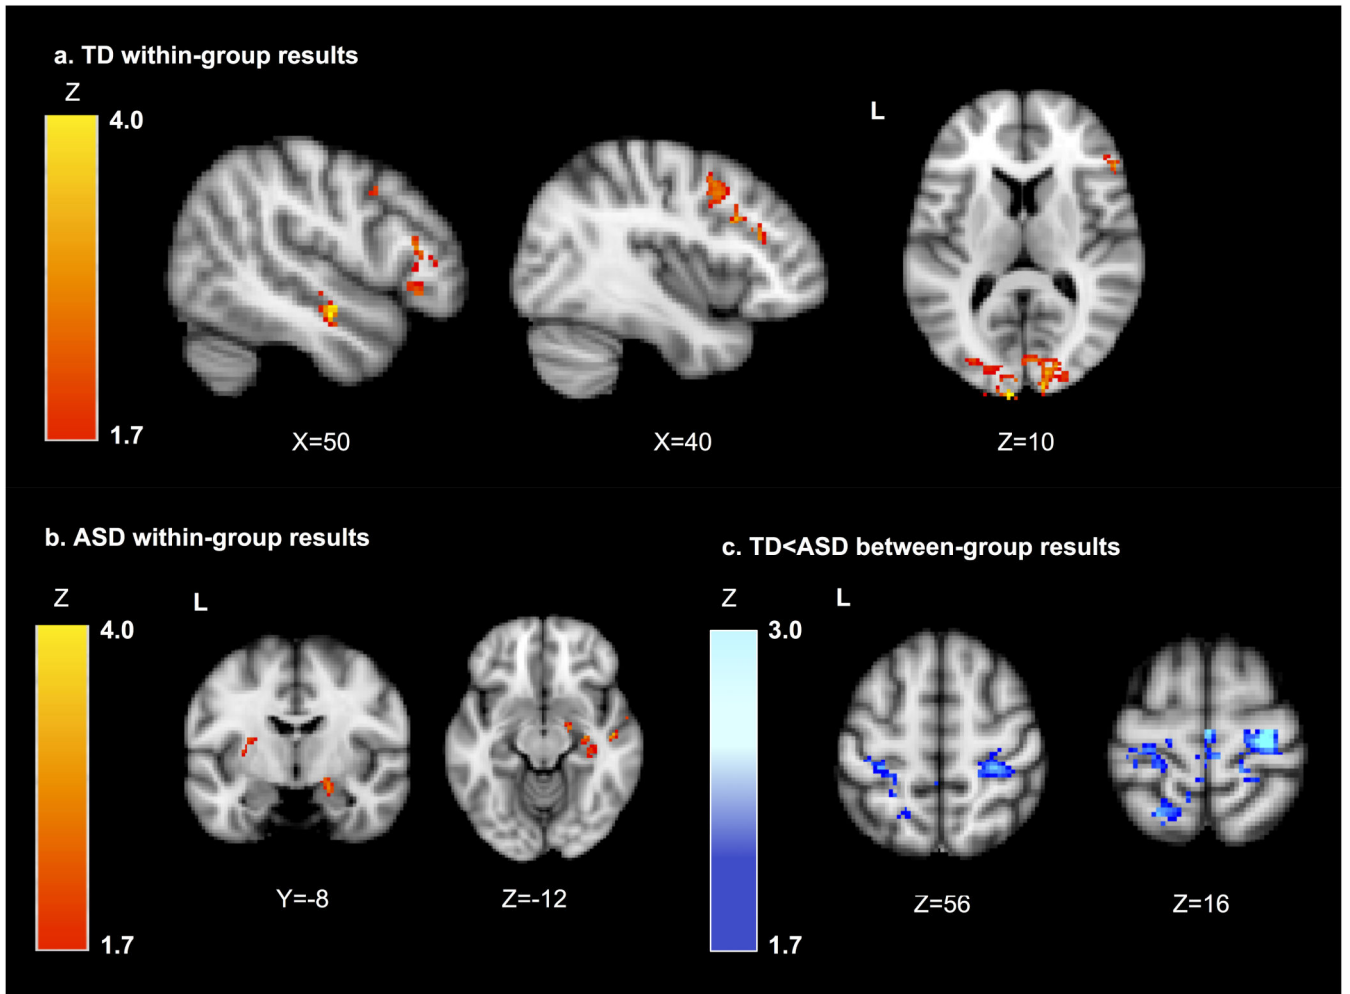 a. TD within-group results
Z
4.0
1.7
L
X=50
X=40
Z=10
b. ASD within-group results
Z
4.0
1.7
L
Y=-8
Z=-12
c. TD<ASD between-group results
Z
3.0
1.7
L
Z=56
Z=16